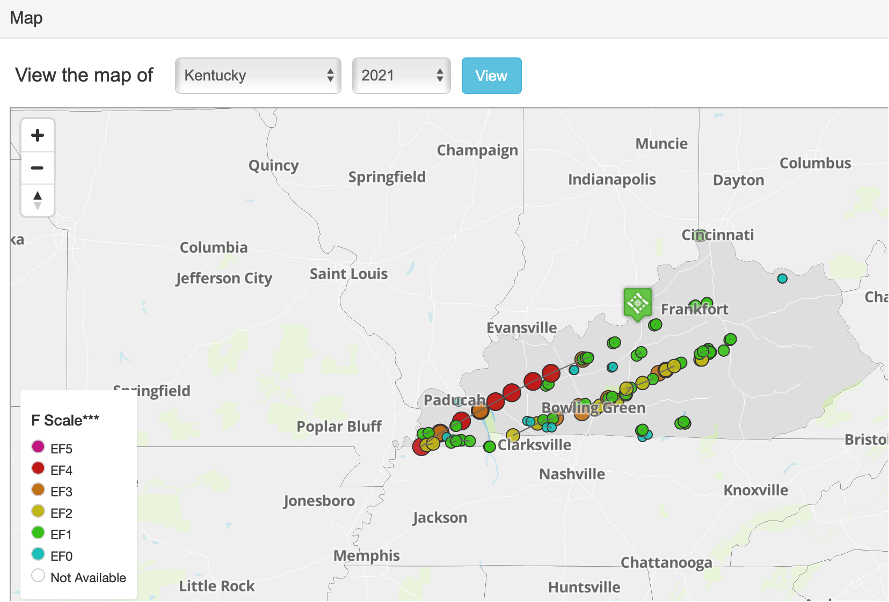 Map
View the map of Kentucky 2021 View
+
−
Muncie
Champaign
Columbus
Quincy
Springfield
Indianapolis
Dayton
ka
Cincinnati
Columbia
Saint Louis
Jefferson City
Cha
Frankfort
Evansville
Springfield
Paducah
Bowling Green
F Scale***
Poplar Bluff
Clarksville
Bristo
EF5
EF4
Nashville
EF3
Knoxville
Jonesboro
EF2
Jackson
EF1
EF0
Memphis
Chattanooga
Not Available
Little Rock
Huntsville